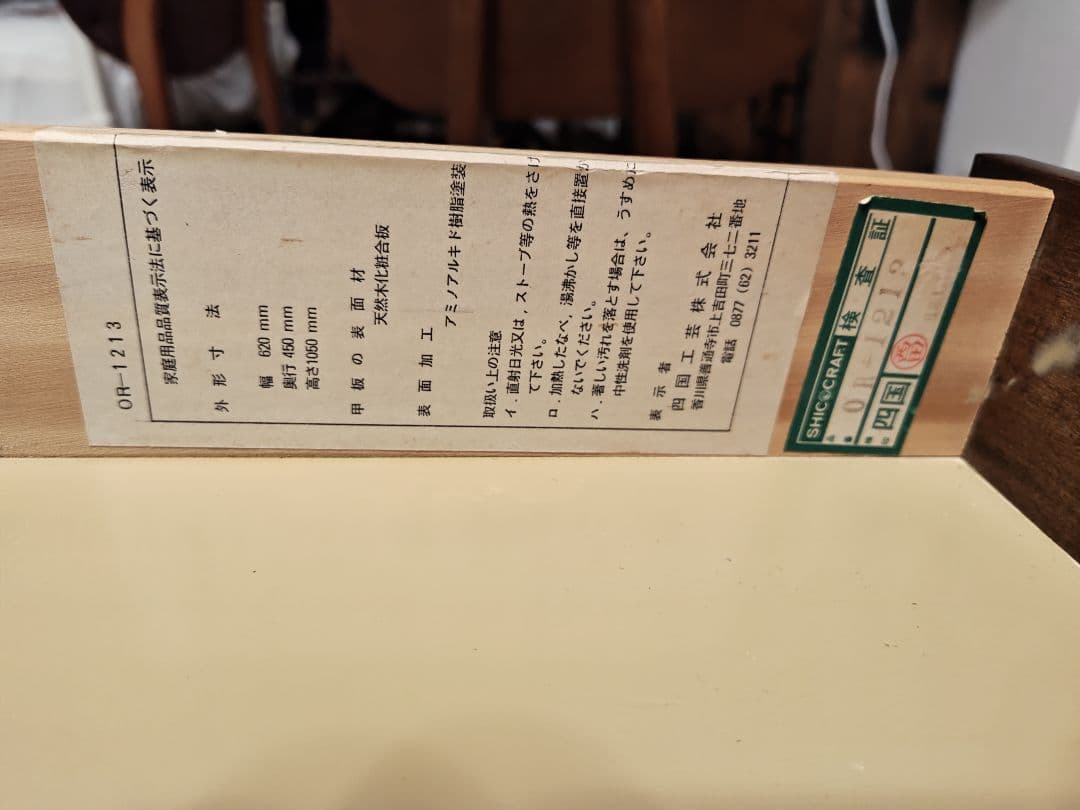 OR-1213
家庭用品品質表示法に基づく表示
外形寸法
幅 620 mm
奥行 450 mm
高さ1050 mm
甲板の表面材
天然木化粧合板
表面加工
アミノアルキド樹脂塗装
取扱い上の注意
イ．直射日光又は，ストーブ等の熱をさけ
て下さい。
ロ．加熱したなべ，湯沸かし等を直接置か
ないでください。
ハ．著しい汚れを落とす場合は、うすめた
中性洗剤を使用して下さい。
表示者
四国工芸株式会社
香川県善通寺市上吉田町三七二番地
電話 0877 (62) 3211
SHICOCRAFT 検査証
OR-121
四国